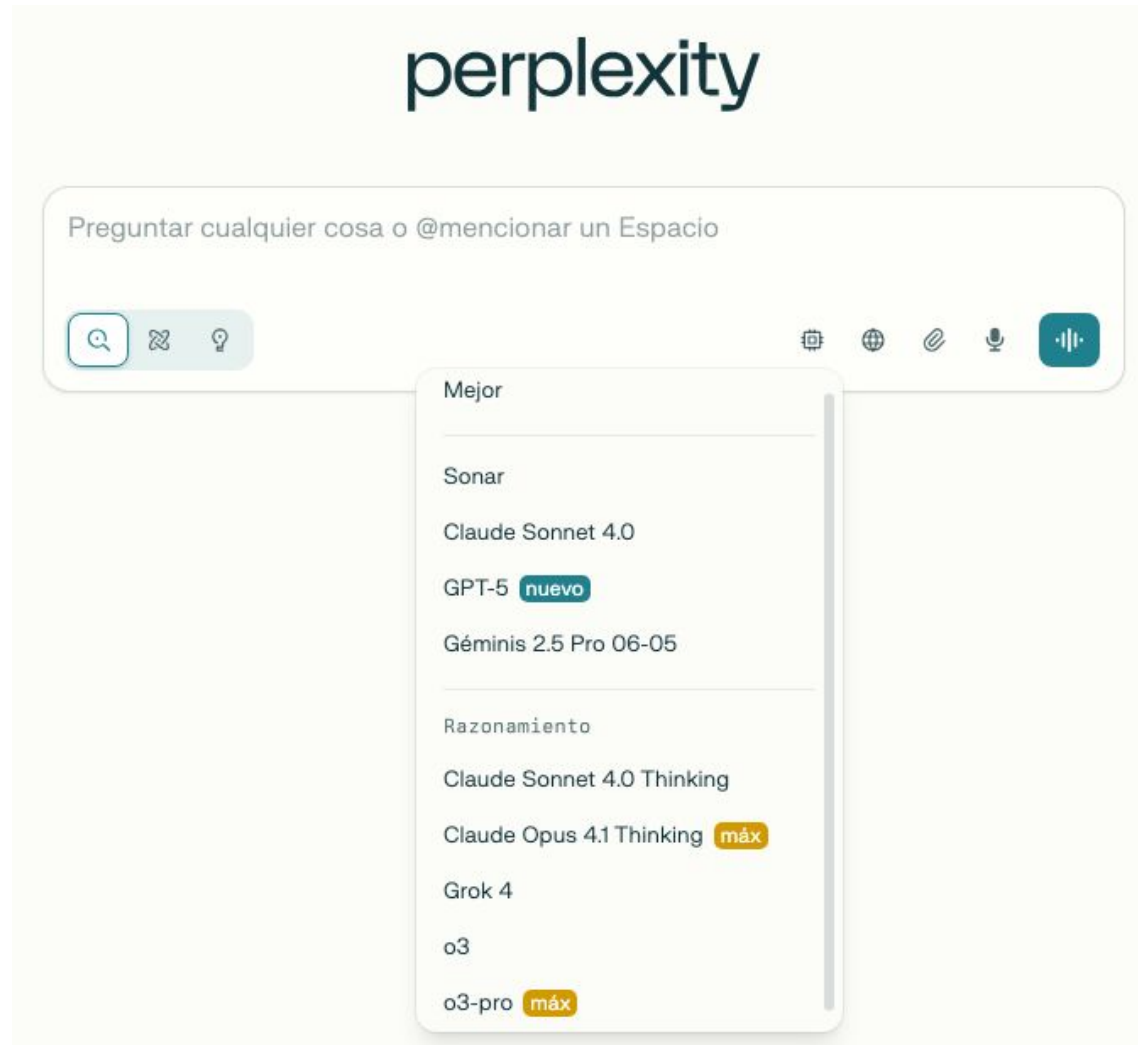 perplexity
Preguntar cualquier cosa o @mencionar un Espacio
Mejor
Sonar
Claude Sonnet 4.0
GPT-5 nuevo
Géminis 2.5 Pro 06-05
Razonamiento
Claude Sonnet 4.0 Thinking
Claude Opus 4.1 Thinking máx
Grok 4
o3
o3-pro máx